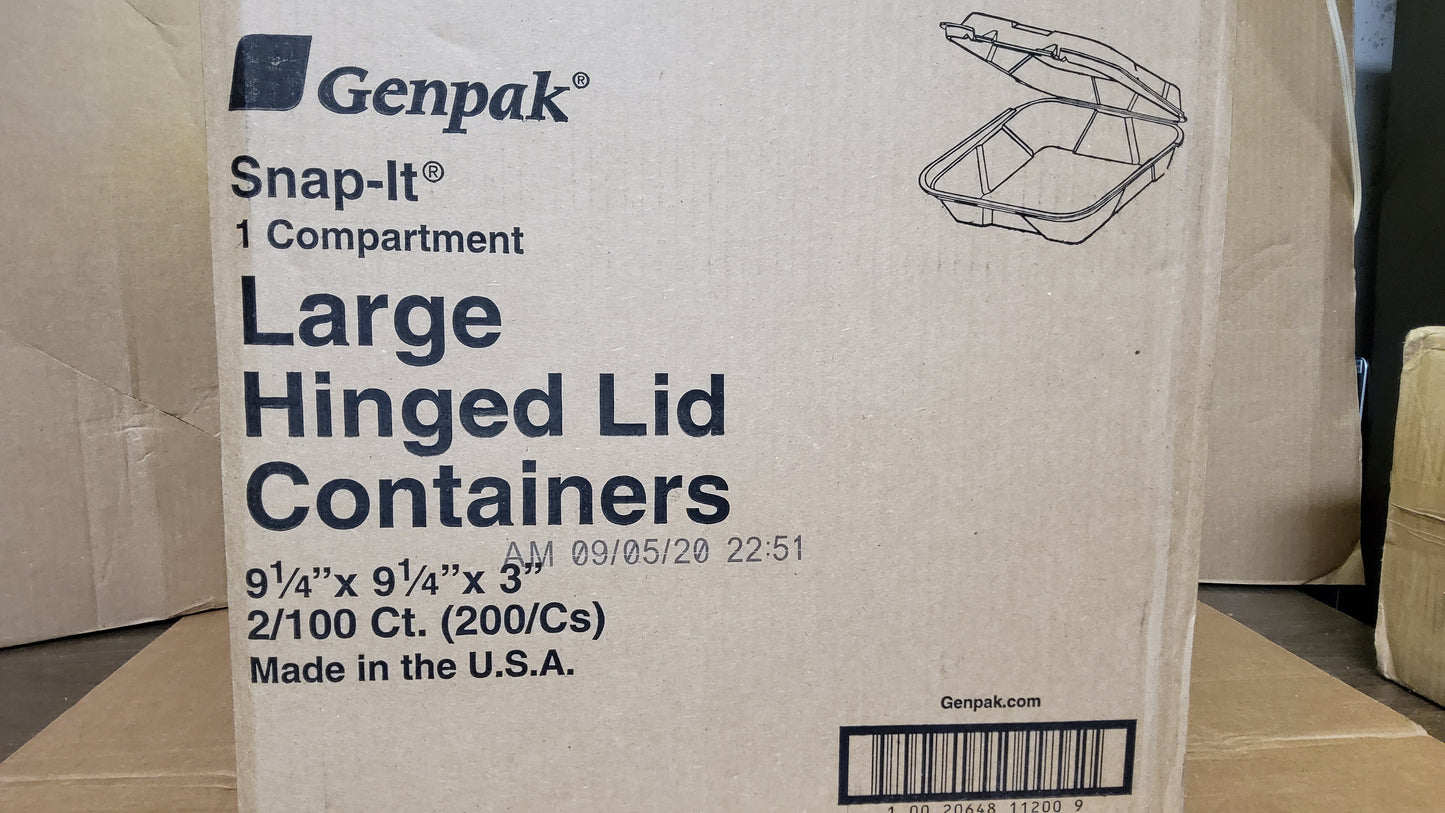 Genpak®
Snap-It®
1 Compartment
Large
Hinged Lid
Containers
AM 09/05/20 22:51
9¼”x 9¼”x 3”
2/100 Ct. (200/Cs)
Made in the U.S.A.
Genpak.com
1 00 20648 11200 9